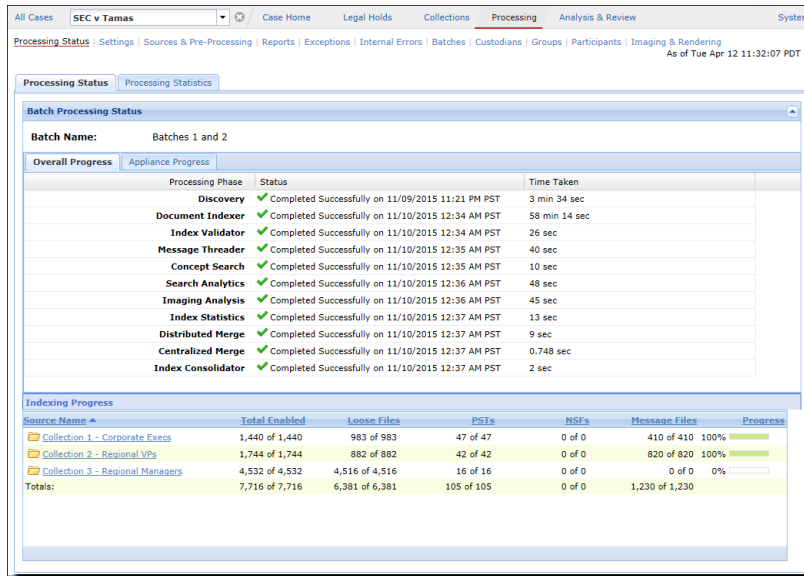 All Cases SEC v Tamas Case Home Legal Holds Collections Processing Analysis & Review
Processing Status | Settings | Sources & Pre-Processing | Reports | Exceptions | Internal Errors | Batches | Custodians | Groups | Participants | Imaging & Rendering
As of Tue Apr 12 11:32:07 PDT
Processing Status Processing Statistics
Batch Processing Status
Batch Name: Batches 1 and 2
Overall Progress Appliance Progress
Processing Phase Status Time Taken
Discovery Completed Successfully on 11/09/2015 11:21 PM PST 3 min 34 sec
Document Indexer Completed Successfully on 11/10/2015 12:34 AM PST 58 min 14 sec
Index Validator Completed Successfully on 11/10/2015 12:34 AM PST 26 sec
Message Threader Completed Successfully on 11/10/2015 12:35 AM PST 40 sec
Concept Search Completed Successfully on 11/10/2015 12:35 AM PST 10 sec
Search Analytics Completed Successfully on 11/10/2015 12:36 AM PST 48 sec
Imaging Analysis Completed Successfully on 11/10/2015 12:36 AM PST 45 sec
Index Statistics Completed Successfully on 11/10/2015 12:37 AM PST 13 sec
Distributed Merge Completed Successfully on 11/10/2015 12:37 AM PST 9 sec
Centralized Merge Completed Successfully on 11/10/2015 12:37 AM PST 0.748 sec
Index Consolidator Completed Successfully on 11/10/2015 12:37 AM PST 2 sec
Indexing Progress
Source Name Total Enabled Loose Files PSTs NSFs Message Files Progress
Collection 1 - Corporate Execs 1,440 of 1,440 983 of 983 47 of 47 0 of 0 410 of 410 100%
Collection 2 - Regional VPs 1,744 of 1,744 882 of 882 42 of 42 0 of 0 820 of 820 100%
Collection 3 - Regional Managers 4,532 of 4,532 4,516 of 4,516 16 of 16 0 of 0 0 of 0 0%
Totals: 7,716 of 7,716 6,381 of 6,381 105 of 105 0 of 0 1,230 of 1,230